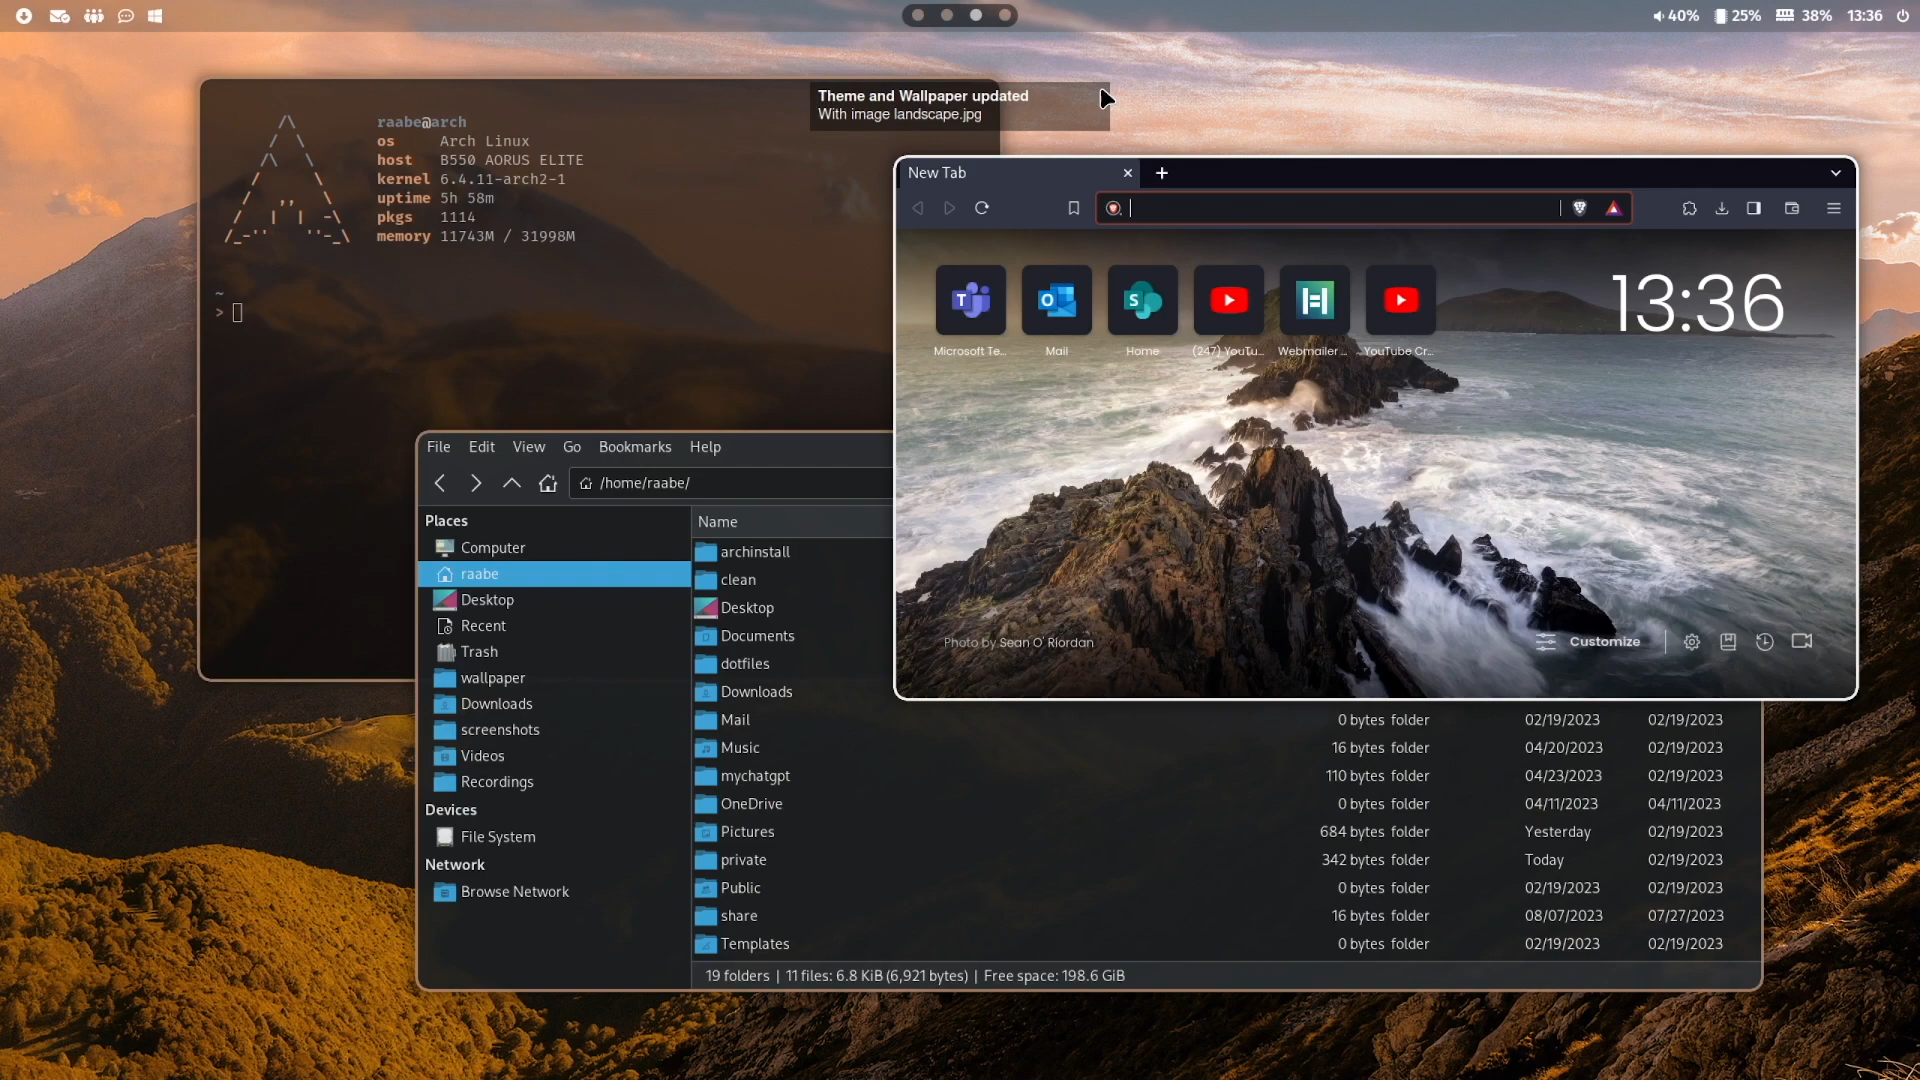 40% 25% 38% 13:36
Theme and Wallpaper updated
With image landscape.jpg
raabe@arch
os Arch Linux
host B550 AORUS ELITE
kernel 6.4.11-arch2-1
uptime 5h 58m
pkgs 1114
memory 11743M / 31998M
~
>
New Tab
13:36
Microsoft Te... Mail Home (247) YouTu... Webmailer ... YouTube Cr...
Photo by Sean O' Riordan
Customize
File Edit View Go Bookmarks Help
/home/raabe/
Places
Computer
raabe
Desktop
Recent
Trash
wallpaper
Downloads
screenshots
Videos
Recordings
Devices
File System
Network
Browse Network
Name
archinstall
clean
Desktop
Documents
dotfiles
Downloads
Mail 0 bytes folder 02/19/2023 02/19/2023
Music 16 bytes folder 04/20/2023 02/19/2023
mychatgpt 110 bytes folder 04/23/2023 02/19/2023
OneDrive 0 bytes folder 04/11/2023 04/11/2023
Pictures 684 bytes folder Yesterday 02/19/2023
private 342 bytes folder Today 02/19/2023
Public 0 bytes folder 02/19/2023 02/19/2023
share 16 bytes folder 08/07/2023 07/27/2023
Templates 0 bytes folder 02/19/2023 02/19/2023
19 folders | 11 files: 6.8 KiB (6,921 bytes) | Free space: 198.6 GiB